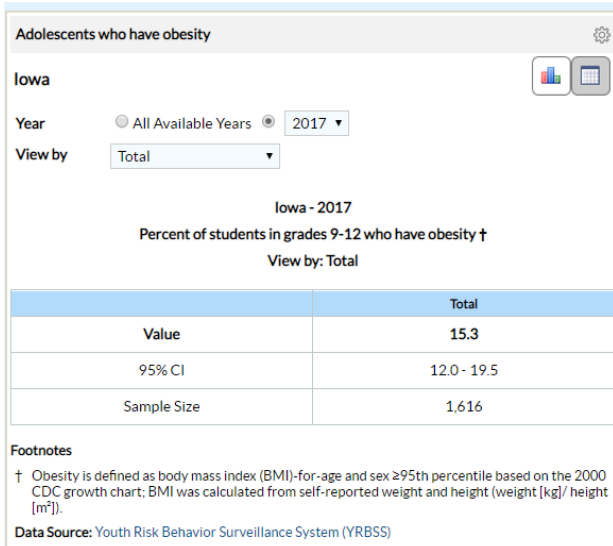 Adolescents who have obesity
Iowa
Year All Available Years 2017
View by Total
Iowa - 2017
Percent of students in grades 9-12 who have obesity †
View by: Total
Total
Value 15.3
95% CI 12.0 - 19.5
Sample Size 1,616
Footnotes
† Obesity is defined as body mass index (BMI)-for-age and sex ≥95th percentile based on the 2000
CDC growth chart; BMI was calculated from self-reported weight and height (weight [kg]/ height
[m²]).
Data Source: Youth Risk Behavior Surveillance System (YRBSS)